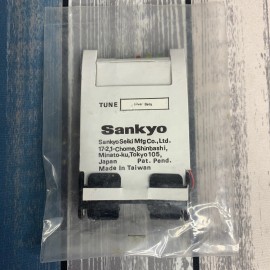 TUNE
Sankyo
Sankyo Seiki Mfg Co., Ltd.
17-2,1-Chome, Shinbashi,
Minato-ku, Tokyo 105,
Japan Pat. Pend.
Made in Taiwan